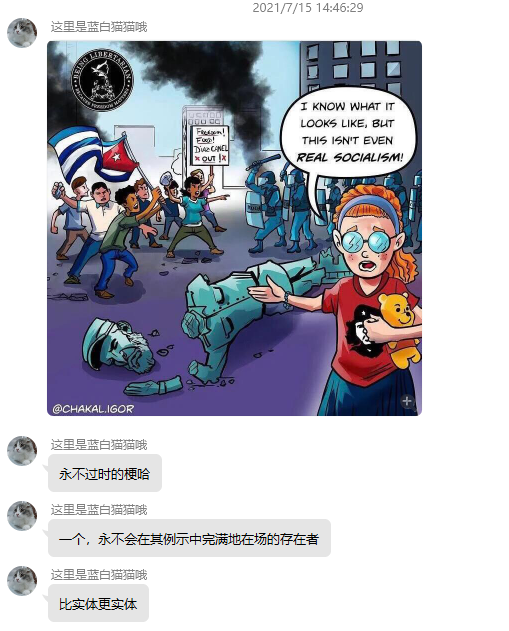 2021/7/15 14:46:29
这里是蓝白猫猫哦
BEING LIBERTARIAN
BECAUSE FREEDOM MATTERS
I KNOW WHAT IT
LOOKS LIKE, BUT
THIS ISN'T EVEN
REAL SOCIALISM!
FREEDOM!
FOOD!
DIAZ CANEL
OUT!
@CHAKAL.IGOR
这里是蓝白猫猫哦
永不过时的梗哈
这里是蓝白猫猫哦
一个，永不会在其例示中完满地在场的存在者
这里是蓝白猫猫哦
比实体更实体